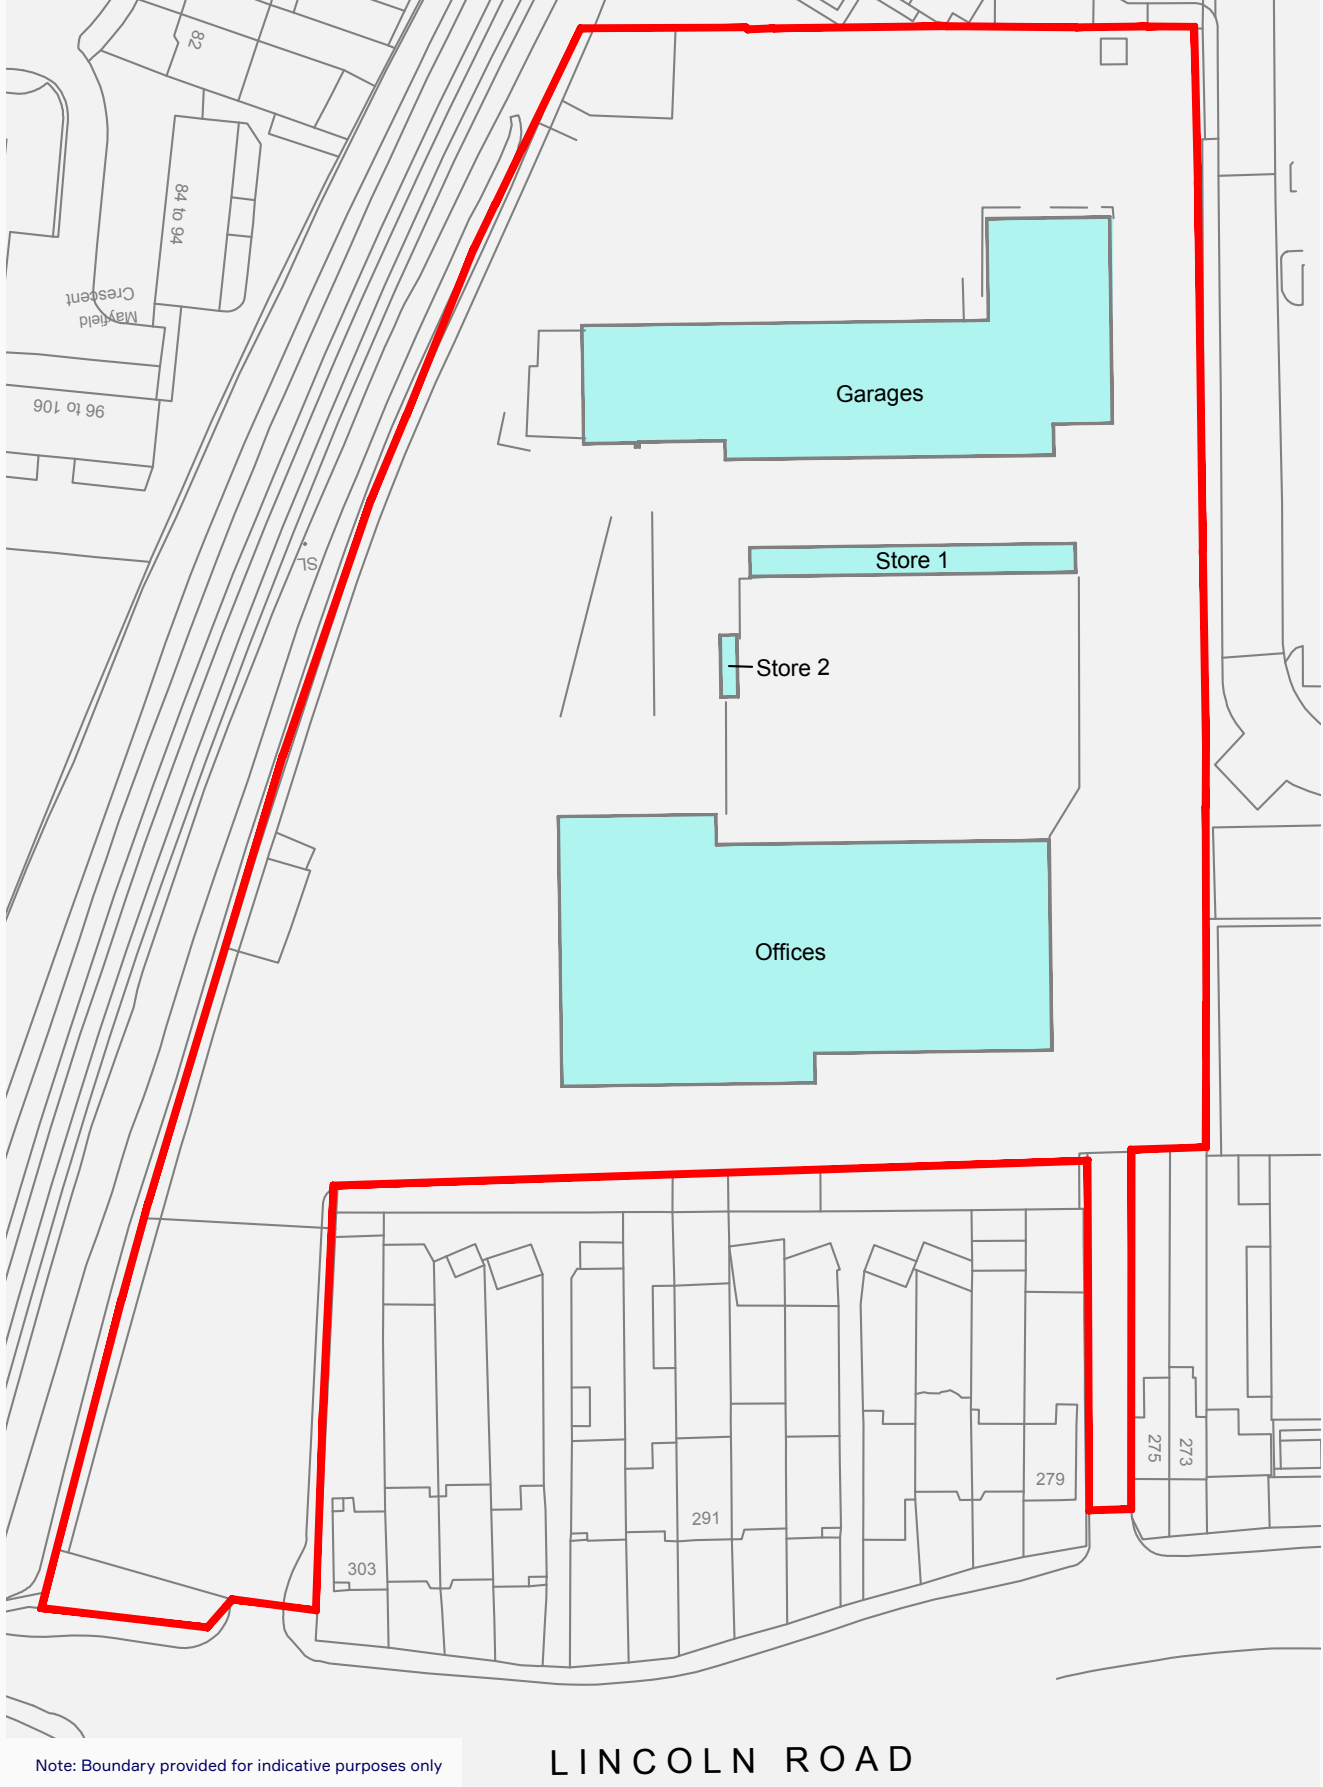 82
84 to 94
Mayfield
Crescent
96 to 106
SL
Garages
Store 1
Store 2
Offices
275
273
279
291
303
Note: Boundary provided for indicative purposes only
LINCOLN ROAD